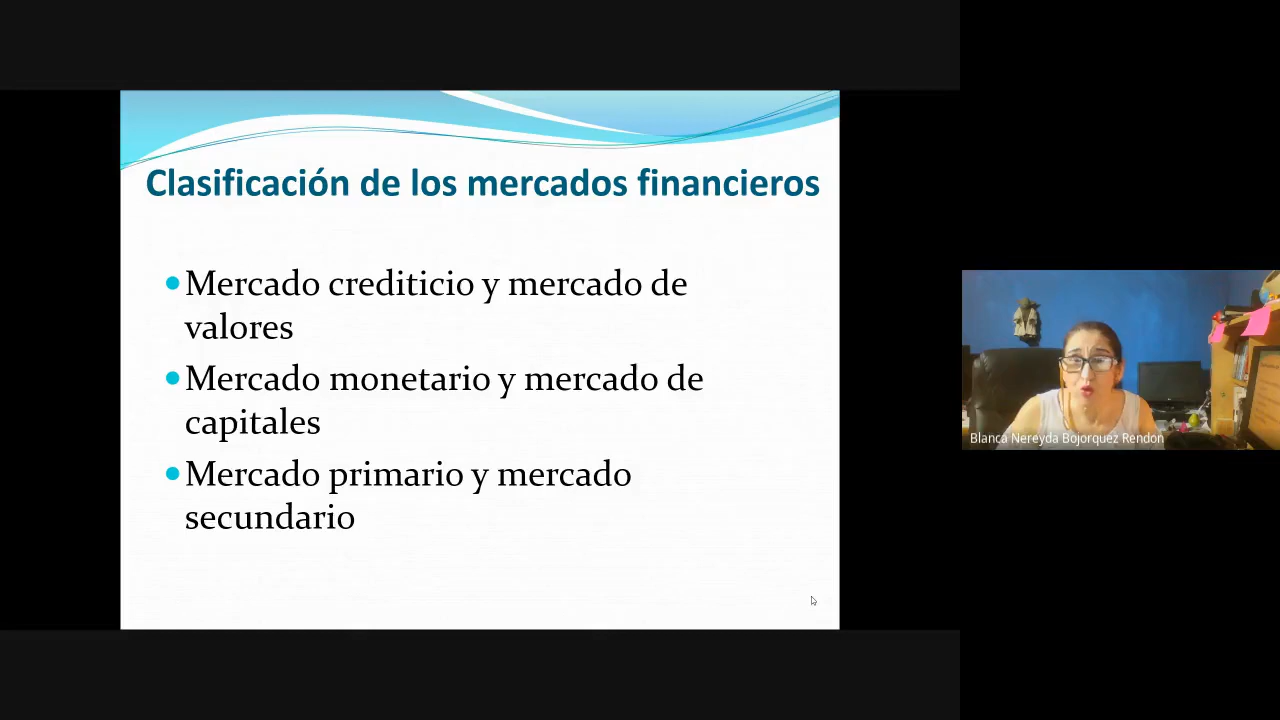 Clasificación de los mercados financieros
•Mercado crediticio y mercado de
valores
•Mercado monetario y mercado de
capitales
•Mercado primario y mercado
secundario
Blanca Nereyda Bojorquez Rendon